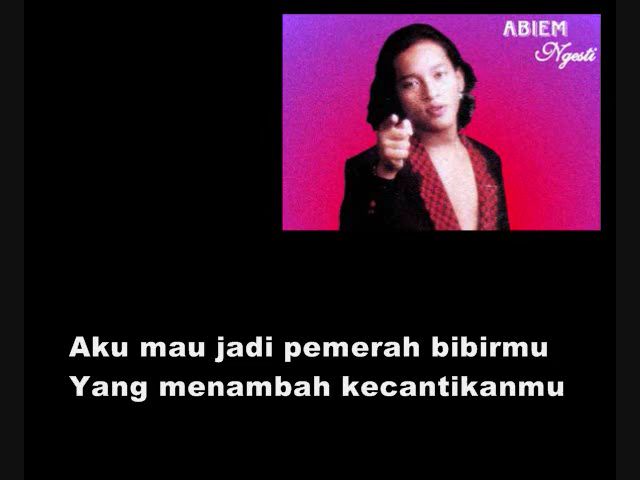 ABIEM
Ngesti
Aku mau jadi pemerah bibirmu
Yang menambah kecantikanmu